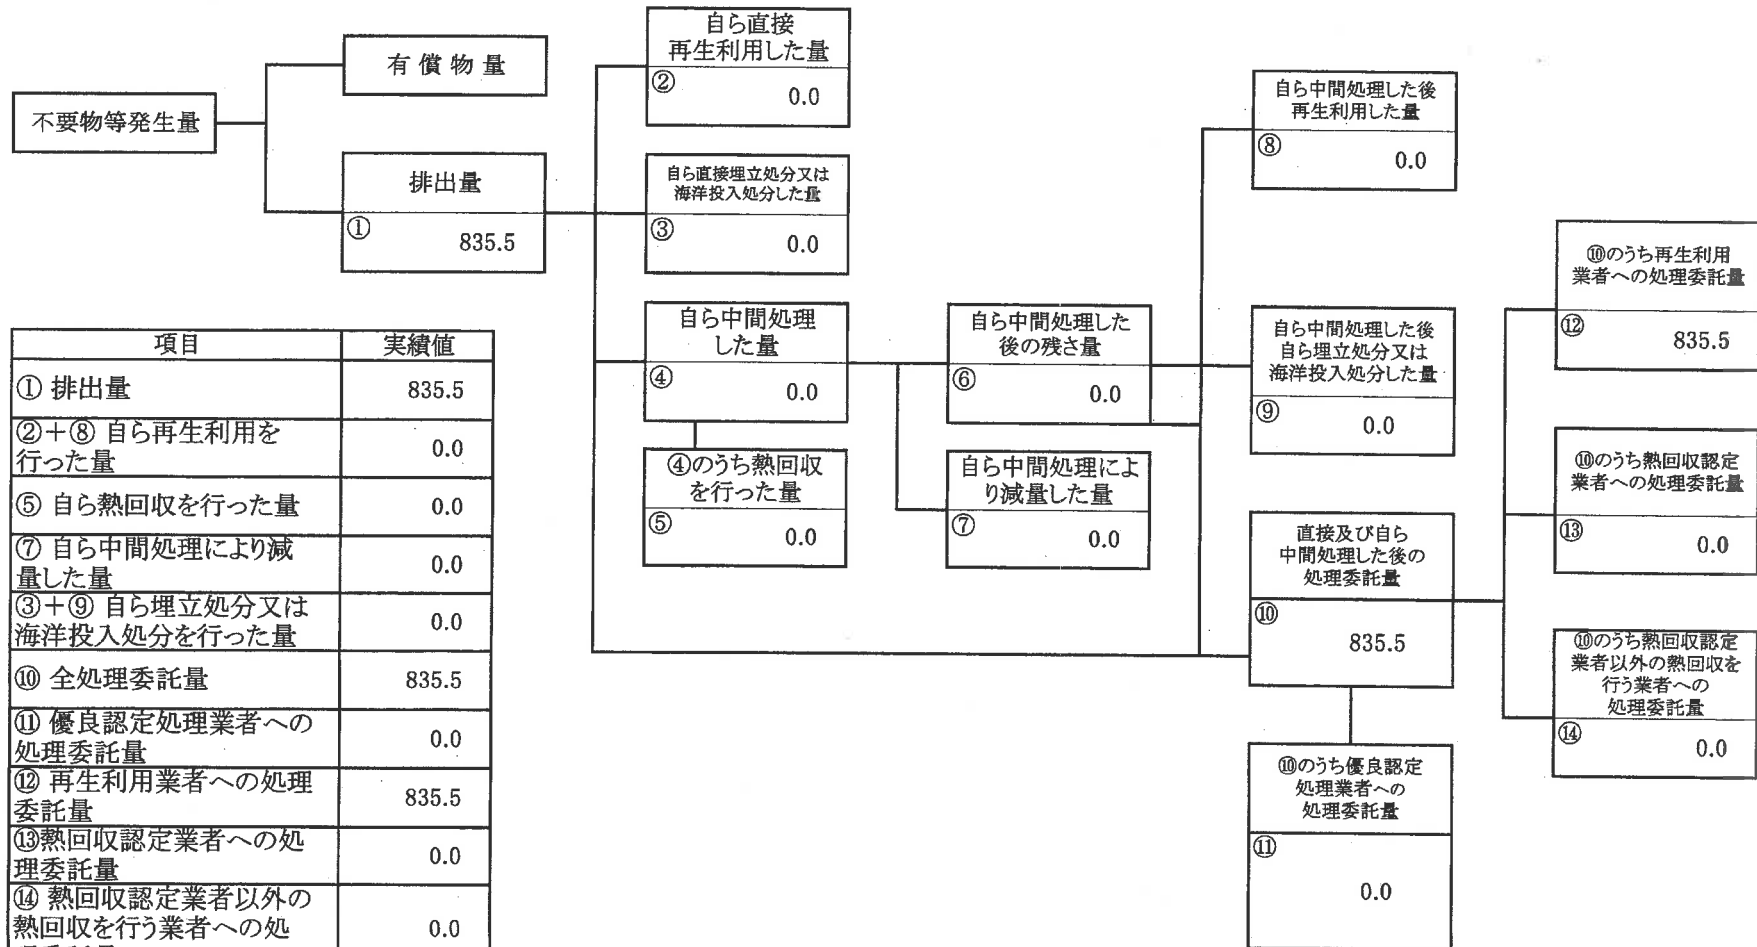 不要物等発生量
有償物量
排出量
①
835.5
自ら直接
再生利用した量
②
0.0
自ら直接埋立処分又は
海洋投入処分した量
③
0.0
自ら中間処理
した量
④
0.0
④のうち熱回収
を行った量
⑤
0.0
自ら中間処理した
後の残さ量
⑥
0.0
自ら中間処理によ
り減量した量
⑦
0.0
自ら中間処理した後
再生利用した量
⑧
0.0
自ら中間処理した後
自ら埋立処分又は
海洋投入処分した量
⑨
0.0
直接及び自ら
中間処理した後の
処理委託量
⑩
835.5
⑩のうち優良認定
処理業者への
処理委託量
⑪
0.0
⑩のうち再生利用
業者への処理委託量
⑫
835.5
⑩のうち熱回収認定
業者への処理委託量
⑬
0.0
⑩のうち熱回収認定
業者以外の熱回収を
行う業者への
処理委託量
⑭
0.0
項目 実績値
① 排出量 835.5
②+⑧ 自ら再生利用を
行った量 0.0
⑤ 自ら熱回収を行った量 0.0
⑦ 自ら中間処理により減
量した量 0.0
③+⑨ 自ら埋立処分又は
海洋投入処分を行った量 0.0
⑩ 全処理委託量 835.5
⑪ 優良認定処理業者への
処理委託量 0.0
⑫ 再生利用業者への処理
委託量 835.5
⑬熱回収認定業者への処
理委託量 0.0
⑭ 熱回収認定業者以外の
熱回収を行う業者への処 0.0